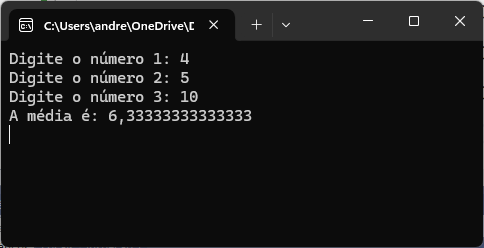 C:\Users\andre\OneDrive\D
Digite o número 1: 4
Digite o número 2: 5
Digite o número 3: 10
A média é: 6,33333333333333